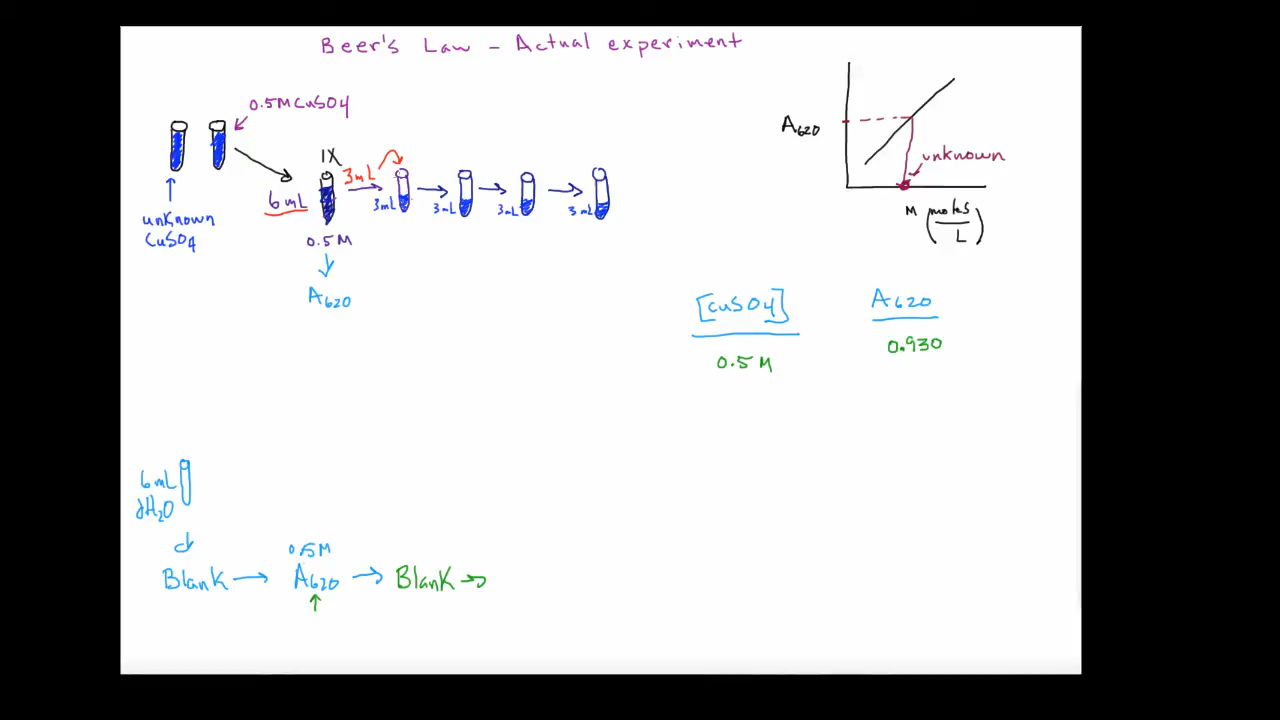 Beer's Law - Actual experiment
0.5M CuSO4
1X
3mL
6mL
3mL
3mL
3mL
3mL
unknown
CuSO4
0.5M
A620
A620
unknown
M (moles/L)
[CuSO4] A620
0.5M 0.930
6mL
dH2O
0.5M
Blank → A620 → Blank →